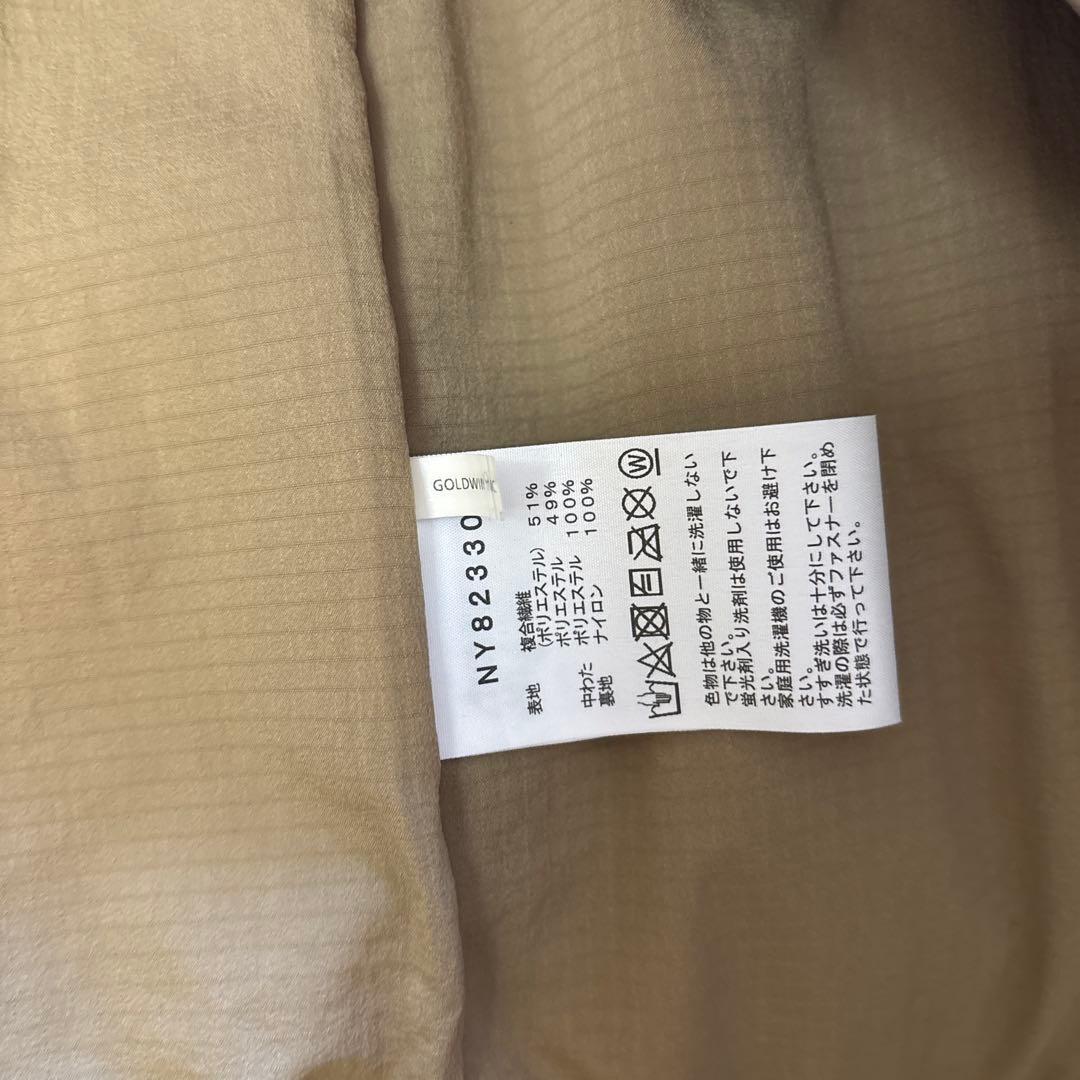 GOLDWIN
NY82330
表地 複合繊維
(ポリエステル) 51%
ポリエステル 49%
中わた ポリエステル 100%
裏地 ナイロン 100%
W
色物は他の物と一緒に洗濯しない
で下さい。
蛍光剤入り洗剤は使用しないで下
さい。
家庭用洗濯機のご使用はお避け下
さい。
すすぎ洗いは十分にして下さい。
洗濯の際は必ずファスナーを閉め
た状態で行って下さい。